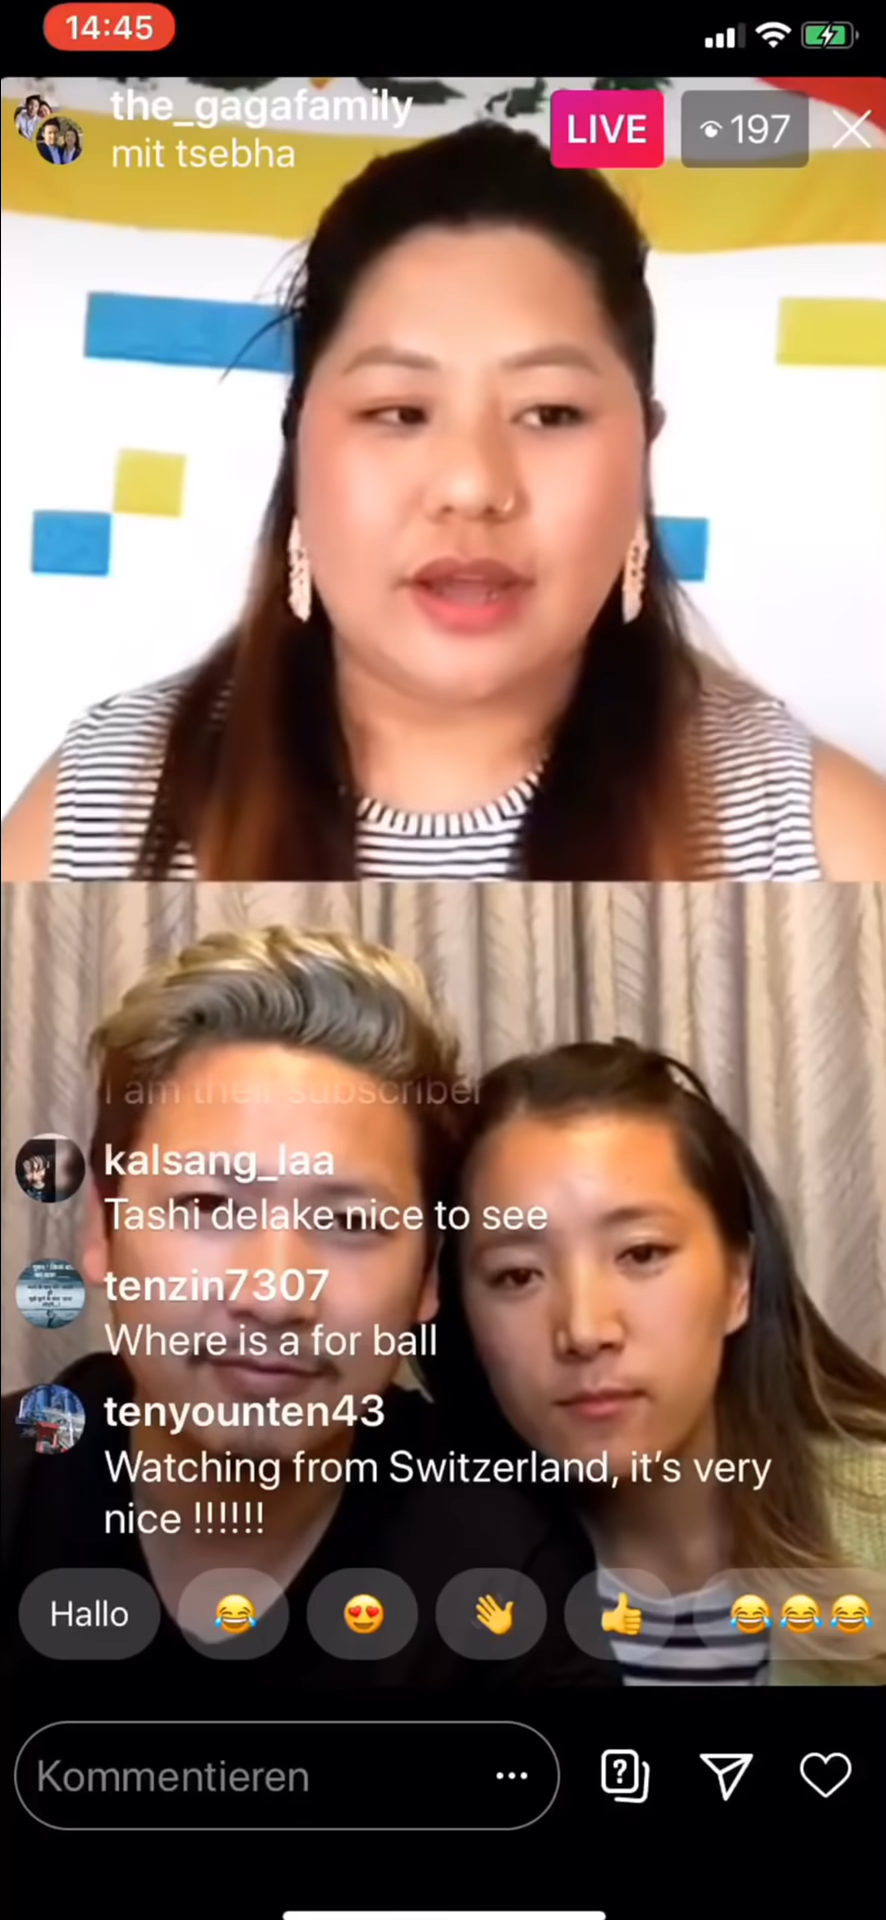 14:45
the_gagafamily
mit tsebha
LIVE
197
I am their subscriber
kalsang_laa
Tashi delake nice to see
tenzin7307
Where is a for ball
tenyounten43
Watching from Switzerland, it's very
nice !!!!!!
Hallo
Kommentieren